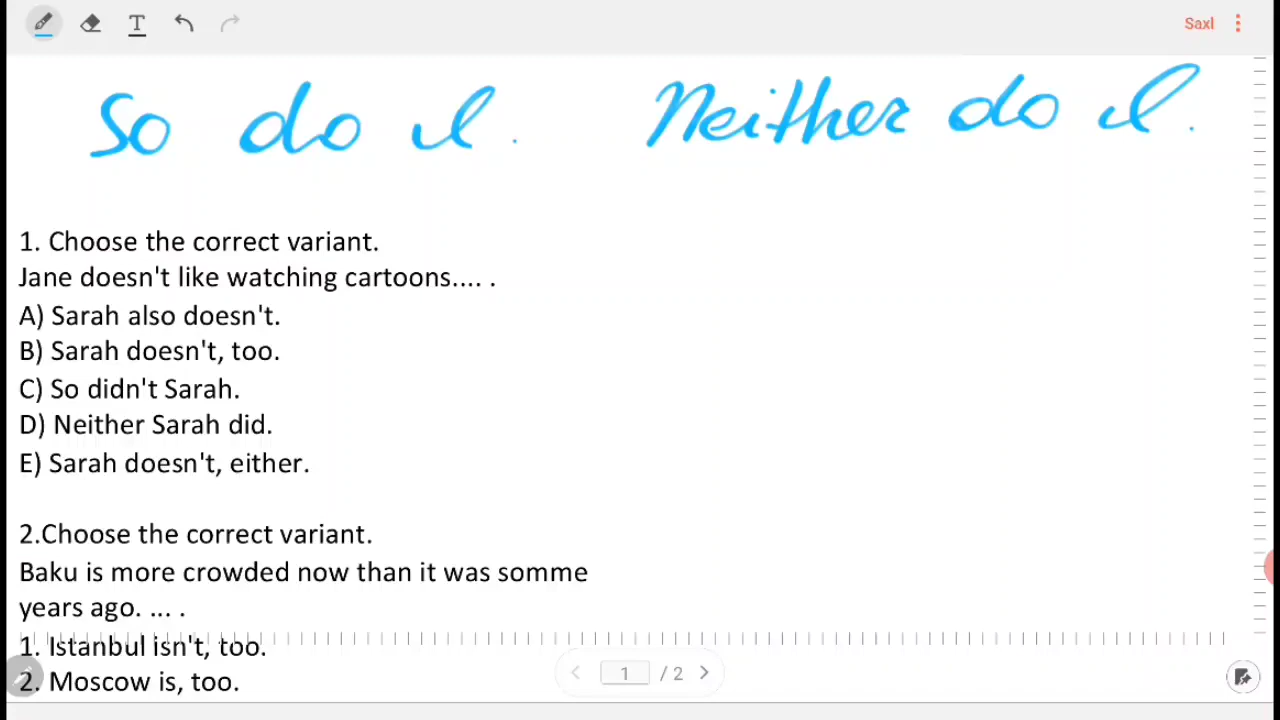 Saxl
So do I. Neither do I.
1. Choose the correct variant.
Jane doesn't like watching cartoons.... .
A) Sarah also doesn't.
B) Sarah doesn't, too.
C) So didn't Sarah.
D) Neither Sarah did.
E) Sarah doesn't, either.
2.Choose the correct variant.
Baku is more crowded now than it was somme
years ago. ... .
1. Istanbul isn't, too.
2. Moscow is, too.
1 / 2